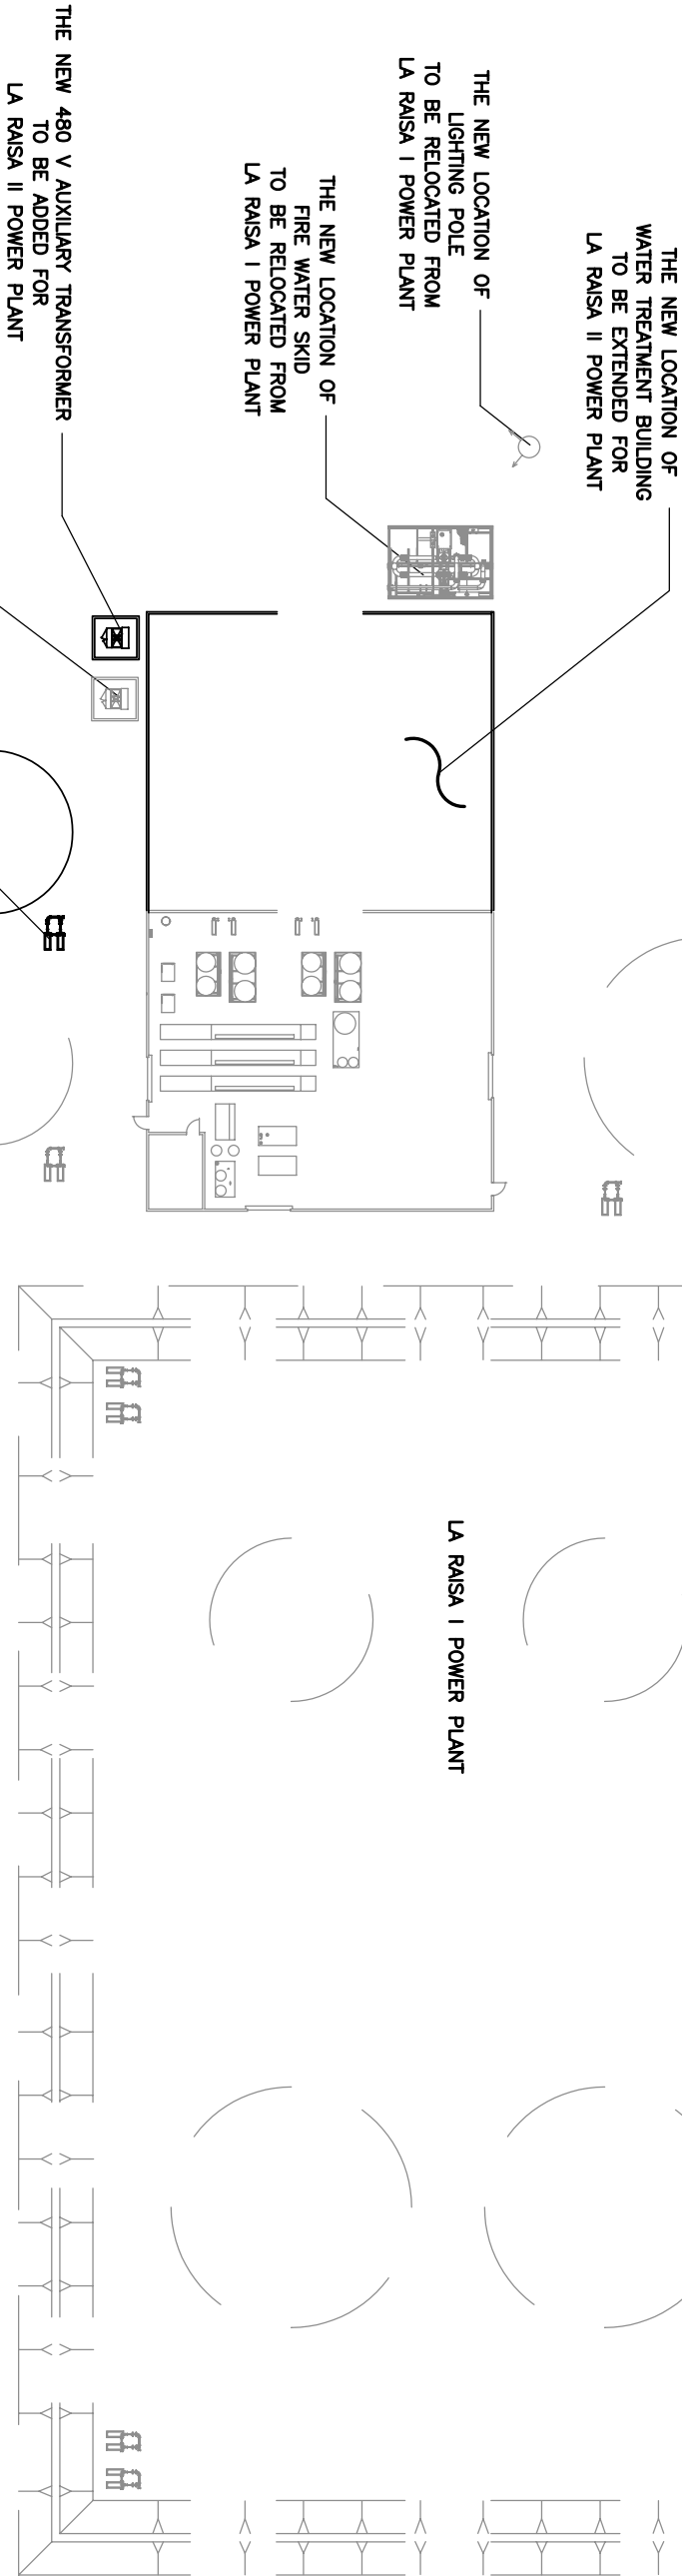 THE NEW LOCATION OF
WATER TREATMENT BUILDING
TO BE EXTENDED FOR
LA RAISA II POWER PLANT
THE NEW LOCATION OF
LIGHTING POLE
TO BE RELOCATED FROM
LA RAISA I POWER PLANT
THE NEW LOCATION OF
FIRE WATER SKID
TO BE RELOCATED FROM
LA RAISA I POWER PLANT
THE NEW 480 V AUXILIARY TRANSFORMER
TO BE ADDED FOR
LA RAISA II POWER PLANT
LA RAISA I POWER PLANT